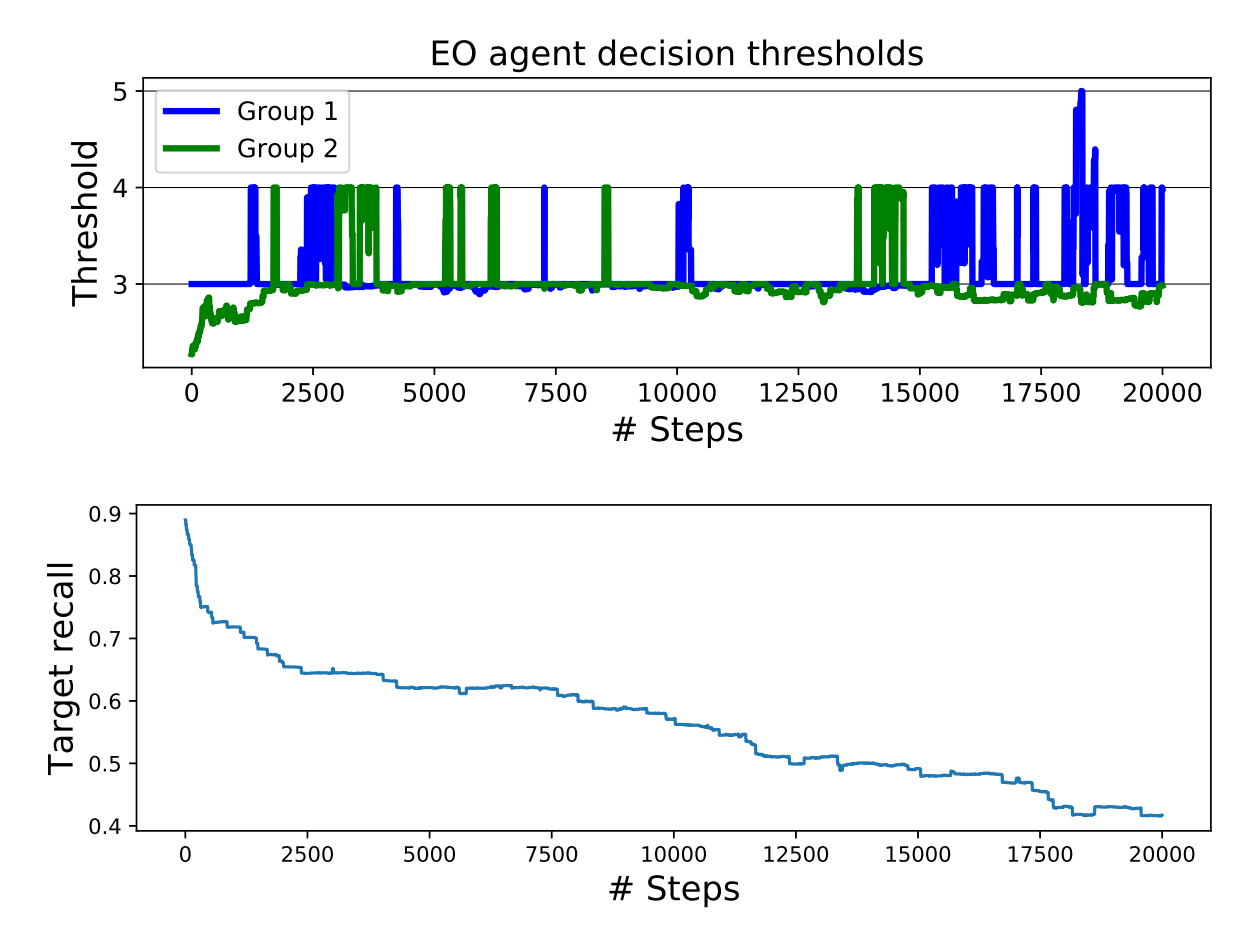 EO agent decision thresholds
5
4
3
Threshold
Group 1
Group 2
0 2500 5000 7500 10000 12500 15000 17500 20000
# Steps
0.9
0.8
0.7
0.6
0.5
0.4
Target recall
0 2500 5000 7500 10000 12500 15000 17500 20000
# Steps